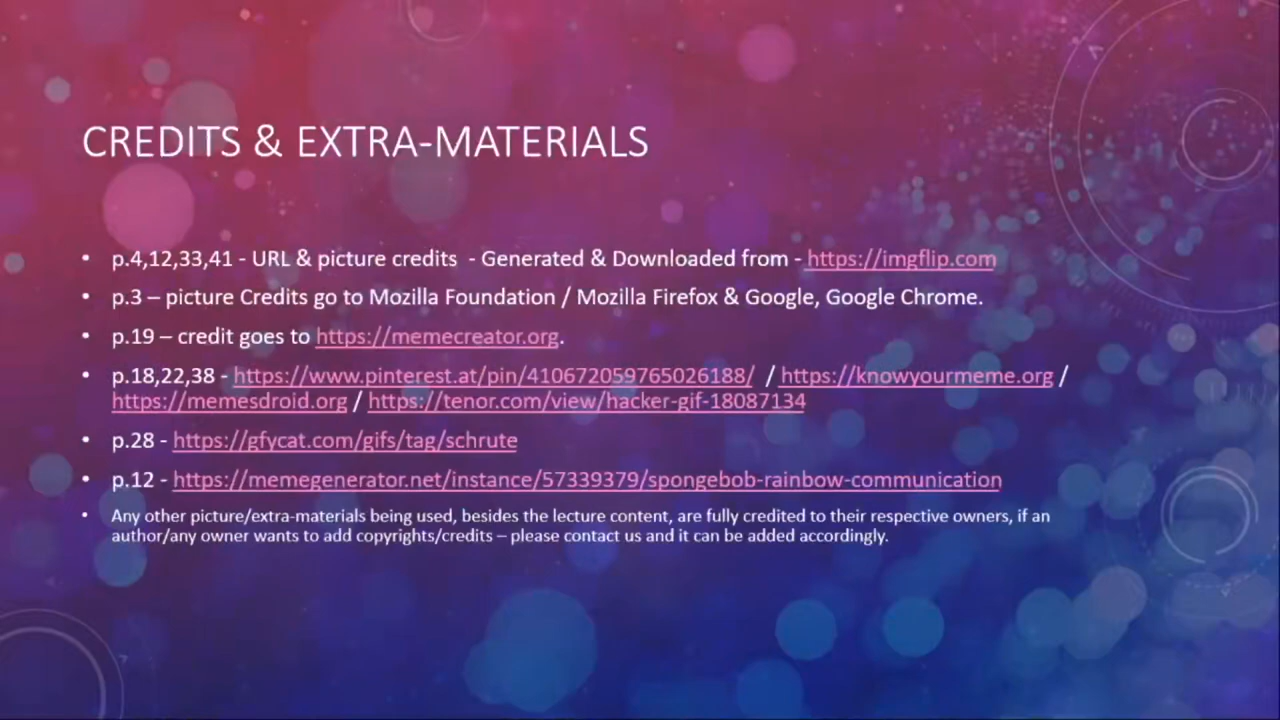 CREDITS & EXTRA-MATERIALS
• p.4,12,33,41 - URL & picture credits - Generated & Downloaded from - https://imgflip.com
• p.3 – picture Credits go to Mozilla Foundation / Mozilla Firefox & Google, Google Chrome.
• p.19 – credit goes to https://memecreator.org.
• p.18,22,38 - https://www.pinterest.at/pin/410672059765026188/ / https://knowyourmeme.org /
https://memesdroid.org / https://tenor.com/view/hacker-gif-18087134
• p.28 - https://gfycat.com/gifs/tag/schrute
• p.12 - https://memegenerator.net/instance/57339379/spongebob-rainbow-communication
• Any other picture/extra-materials being used, besides the lecture content, are fully credited to their respective owners, if an
author/any owner wants to add copyrights/credits – please contact us and it can be added accordingly.